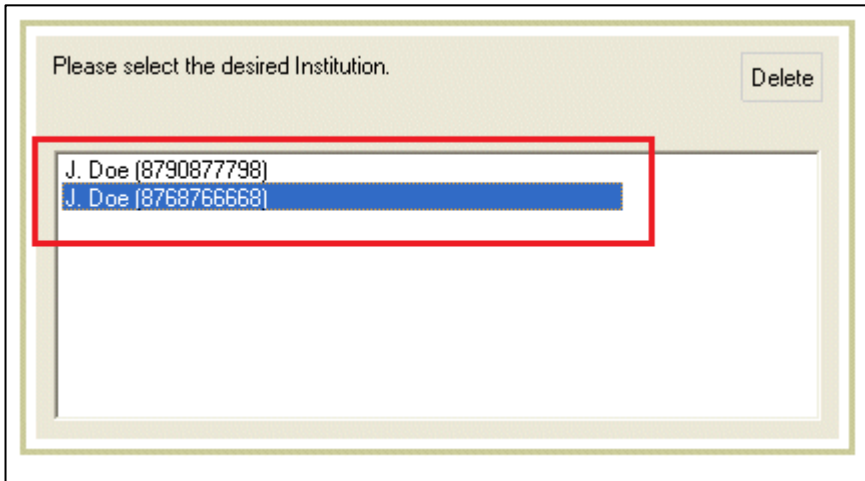 Please select the desired Institution.
Delete
J. Doe (8790877798)
J. Doe (8768766668)